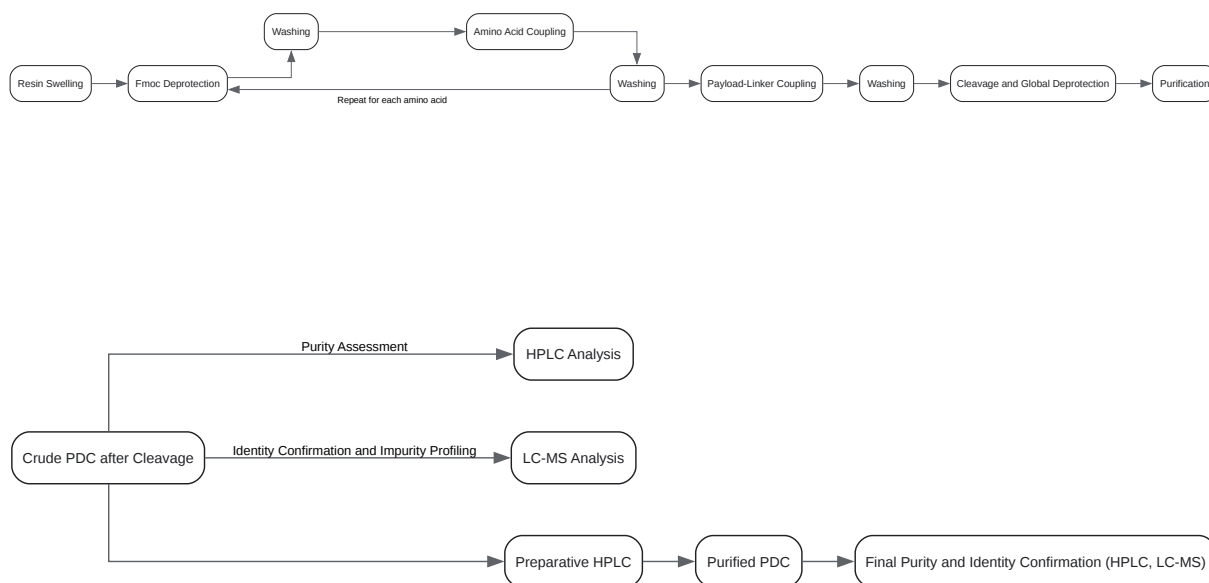 Washing
Amino Acid Coupling
Resin Swelling
Fmoc Deprotection
Washing
Payload-Linker Coupling
Washing
Cleavage and Global Deprotection
Purification
Repeat for each amino acid
Purity Assessment
HPLC Analysis
Crude PDC after Cleavage
Identity Confirmation and Impurity Profiling
LC-MS Analysis
Preparative HPLC
Purified PDC
Final Purity and Identity Confirmation (HPLC, LC-MS)